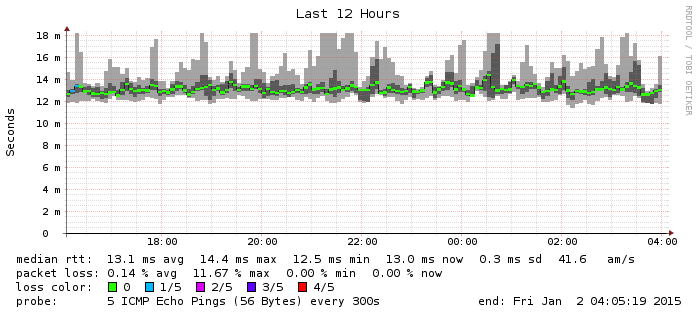 Last 12 Hours
RRDTOOL / TOBI OETIKER
Seconds
18 m
16 m
14 m
12 m
10 m
8 m
6 m
4 m
2 m
0
18:00 20:00 22:00 00:00 02:00 04:00
median rtt: 13.1 ms avg 14.4 ms max 12.5 ms min 13.0 ms now 0.3 ms sd 41.6 am/s
packet loss: 0.14 % avg 11.67 % max 0.00 % min 0.00 % now
loss color: 0 1/5 2/5 3/5 4/5
probe: 5 ICMP Echo Pings (56 Bytes) every 300s end: Fri Jan 2 04:05:19 2015